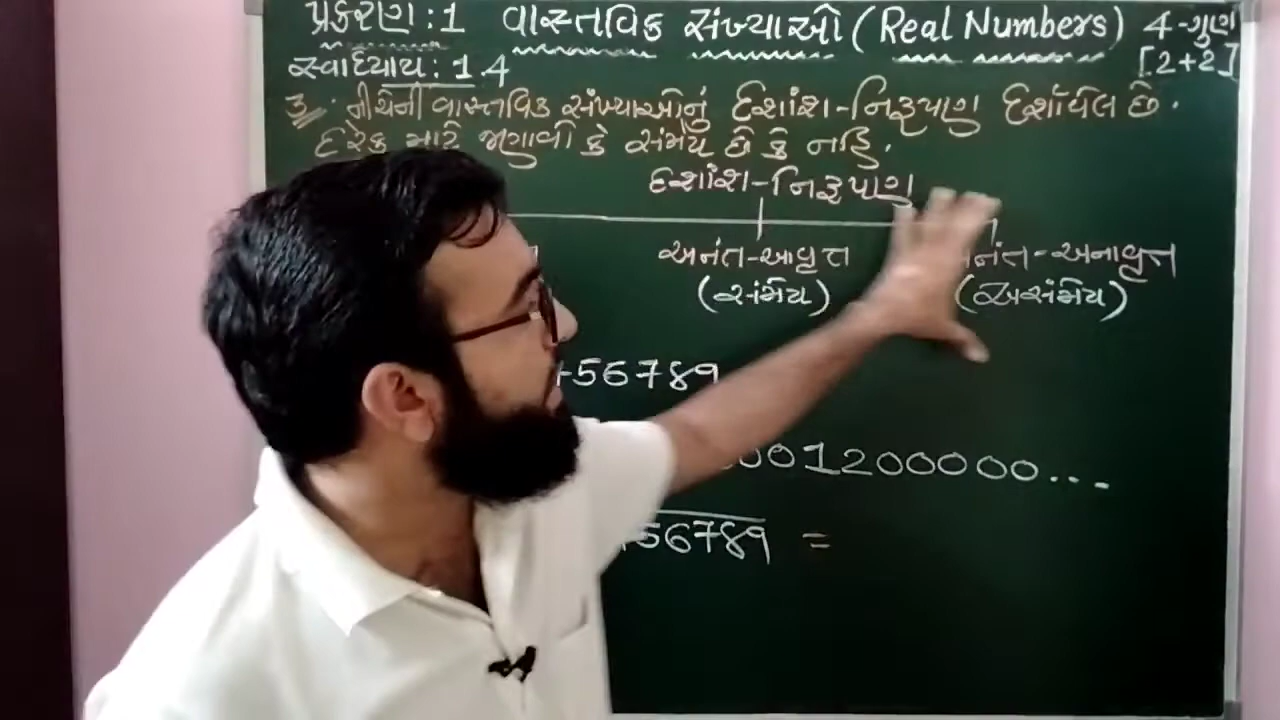 પ્રકરણ:1 વાસ્તવિક સંખ્યાઓ (Real Numbers) 4-ગુણ
[2+2]
સ્વાધ્યાય: 1.4
3. નીચેની વાસ્તવિક સંખ્યાઓનું દશાંશ-નિરૂપણ દર્શાવેલ છે.
દરેક માટે જણાવો કે સંમેય છે કે નહિ.
દશાંશ-નિરૂપણ
અનંત-આવૃત્ત
અનંત-અનાવૃત્ત
(સંમેય)
(અસંમેય)
56789
001200000...
56789 =